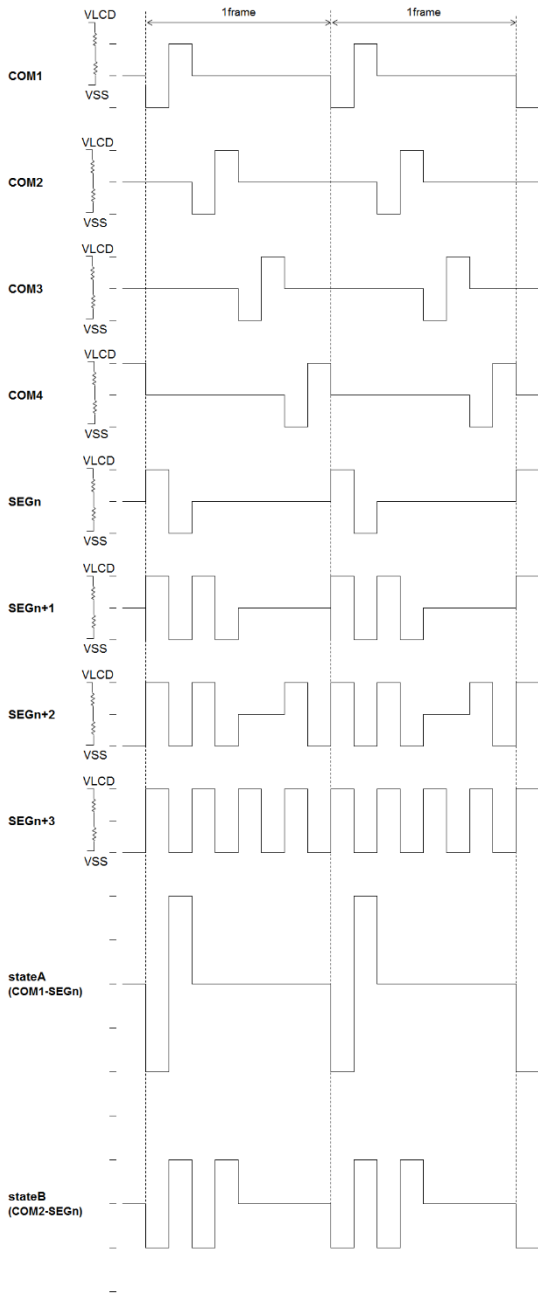 1frame 1frame
VLCD
COM1
VSS
VLCD
COM2
VSS
VLCD
COM3
VSS
VLCD
COM4
VSS
VLCD
SEGn
VSS
VLCD
SEGn+1
VSS
VLCD
SEGn+2
VSS
VLCD
SEGn+3
VSS
stateA
(COM1-SEGn)
stateB
(COM2-SEGn)